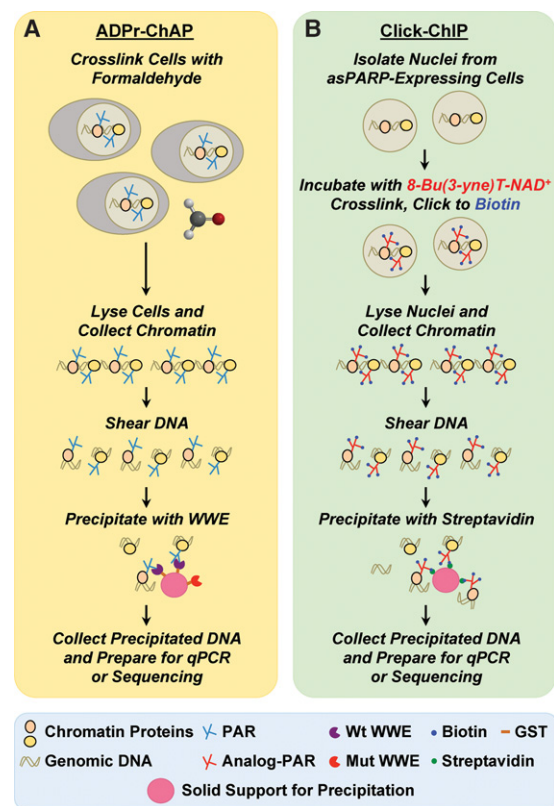 A
ADPr-ChAP
Crosslink Cells with
Formaldehyde
Lyse Cells and
Collect Chromatin
Shear DNA
Precipitate with WWE
Collect Precipitated DNA
and Prepare for qPCR
or Sequencing
B
Click-ChIP
Isolate Nuclei from
asPARP-Expressing Cells
Incubate with 8-Bu(3-yne)T-NAD⁺
Crosslink, Click to Biotin
Lyse Nuclei and
Collect Chromatin
Shear DNA
Precipitate with Streptavidin
Collect Precipitated DNA
and Prepare for qPCR
or Sequencing
Chromatin Proteins PAR Wt WWE Biotin GST
Genomic DNA Analog-PAR Mut WWE Streptavidin
Solid Support for Precipitation